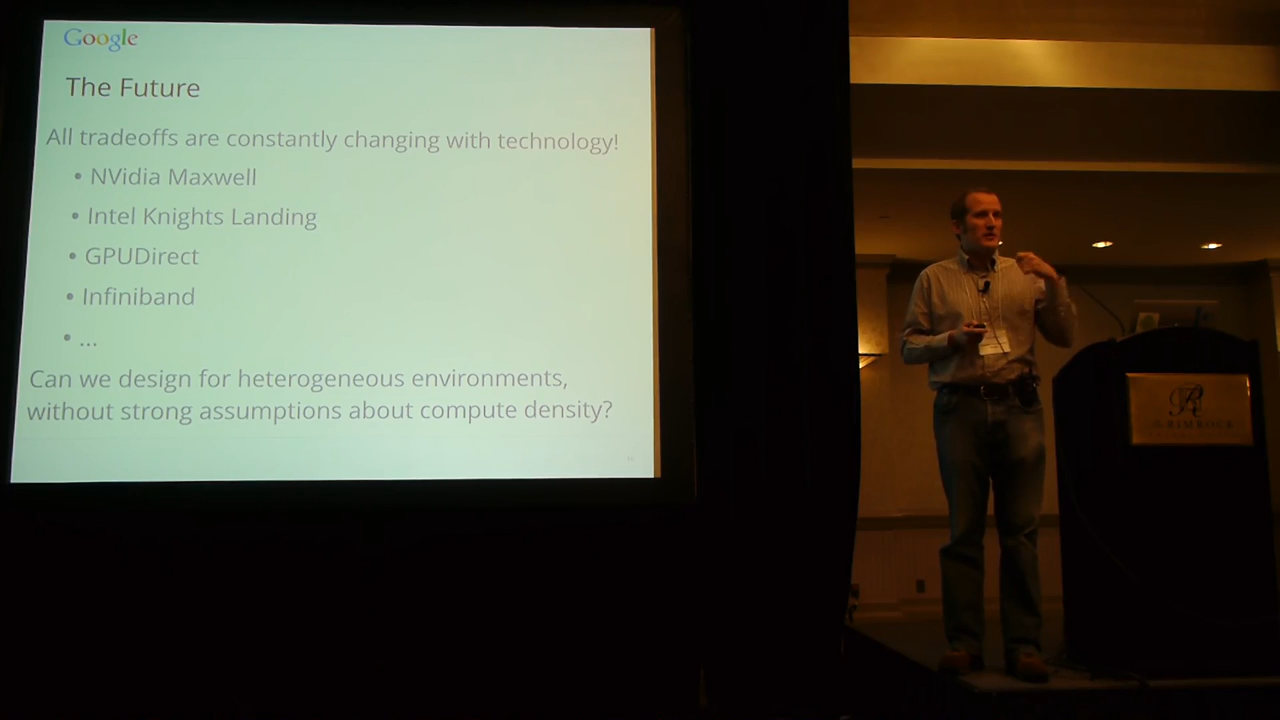 Google
The Future
All tradeoffs are constantly changing with technology!
• NVidia Maxwell
• Intel Knights Landing
• GPUDirect
• Infiniband
• ...
Can we design for heterogeneous environments,
without strong assumptions about compute density?
RIMROCK